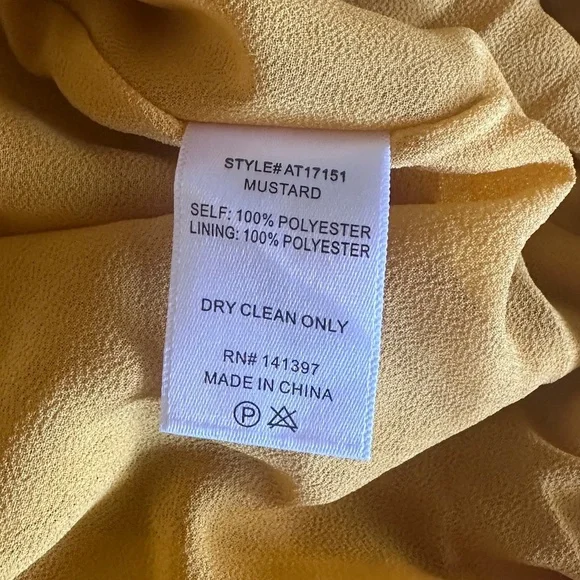 STYLE# AT17151
MUSTARD
SELF: 100% POLYESTER
LINING: 100% POLYESTER
DRY CLEAN ONLY
RN# 141397
MADE IN CHINA
P